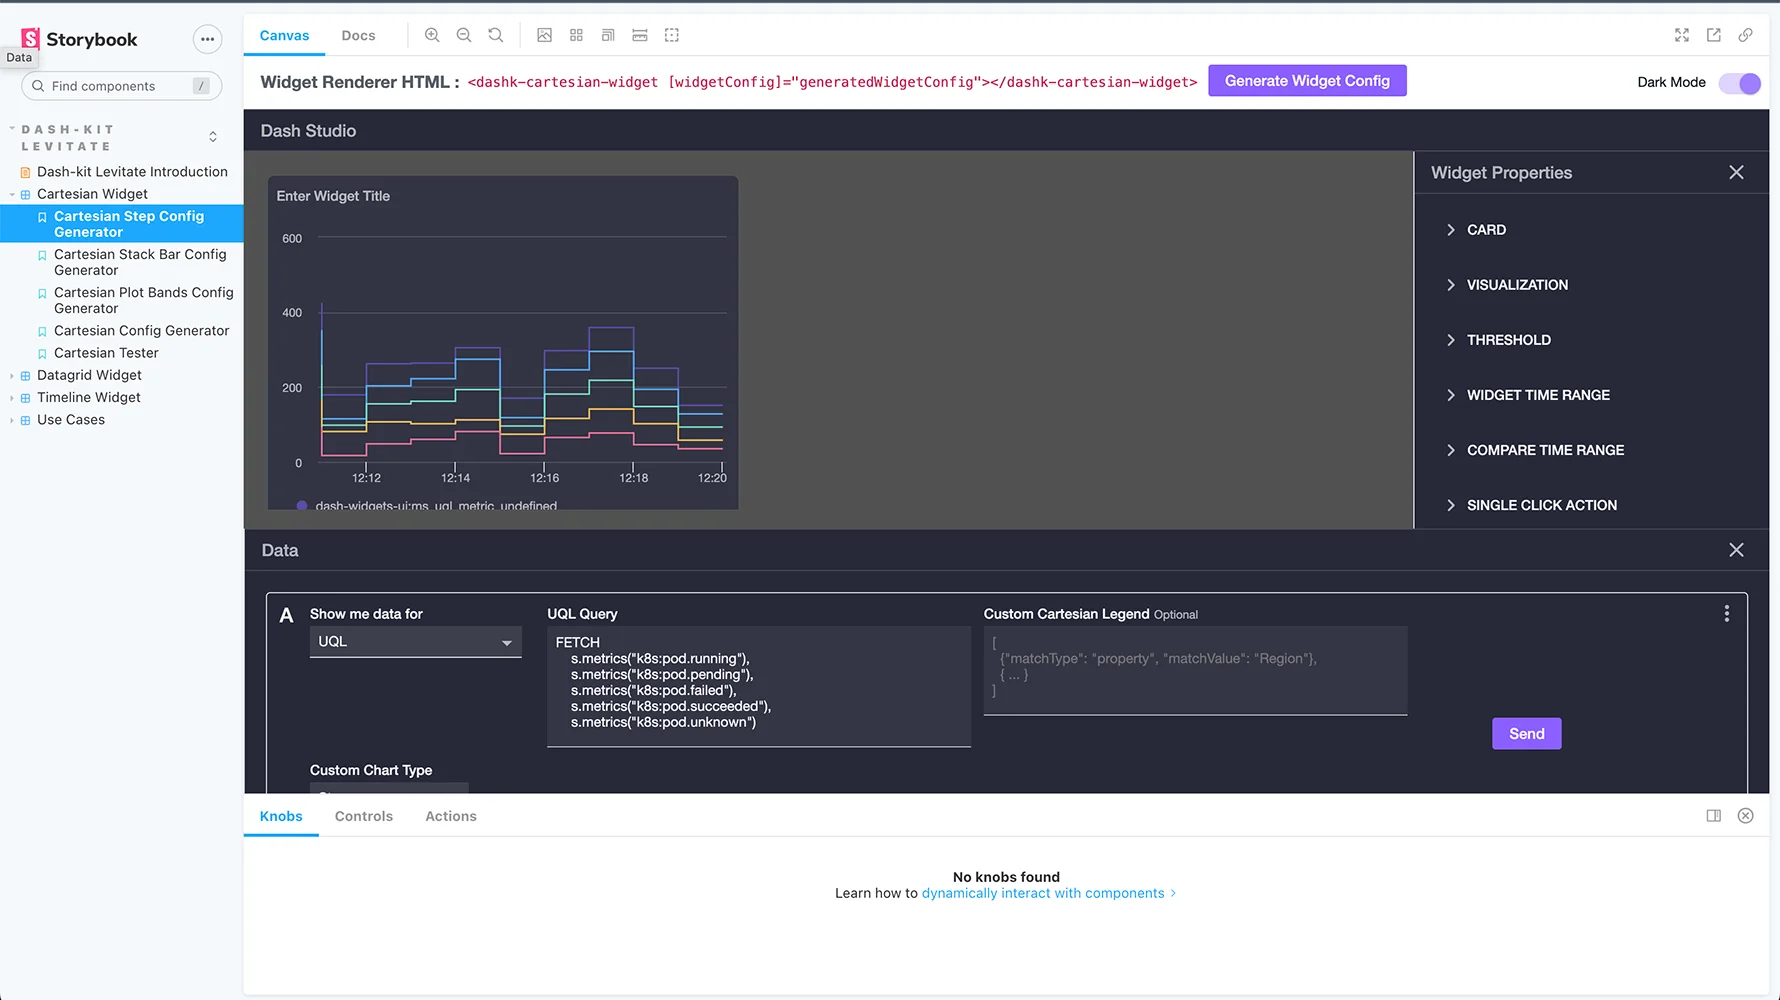 Storybook
Data
Find components
/
DASH-KIT
LEVITATE
Dash-kit Levitate Introduction
Cartesian Widget
Cartesian Step Config
Generator
Cartesian Stack Bar Config
Generator
Cartesian Plot Bands Config
Generator
Cartesian Config Generator
Cartesian Tester
Datagrid Widget
Timeline Widget
Use Cases
Canvas
Docs
Widget Renderer HTML : <dashk-cartesian-widget [widgetConfig]="generatedWidgetConfig"></dashk-cartesian-widget>
Generate Widget Config
Dark Mode
Dash Studio
Enter Widget Title
600
400
200
0
12:12
12:14
12:16
12:18
12:20
dash-widgets-ui:ms_uql_metric_undefined
Widget Properties
CARD
VISUALIZATION
THRESHOLD
WIDGET TIME RANGE
COMPARE TIME RANGE
SINGLE CLICK ACTION
Data
A
Show me data for
UQL
UQL Query
FETCH
s.metrics("k8s:pod.running"),
s.metrics("k8s:pod.pending"),
s.metrics("k8s:pod.failed"),
s.metrics("k8s:pod.succeeded"),
s.metrics("k8s:pod.unknown")
Custom Cartesian Legend Optional
[
{"matchType": "property", "matchValue": "Region"},
{ ... }
]
Send
Custom Chart Type
Knobs
Controls
Actions
No knobs found
Learn how to dynamically interact with components